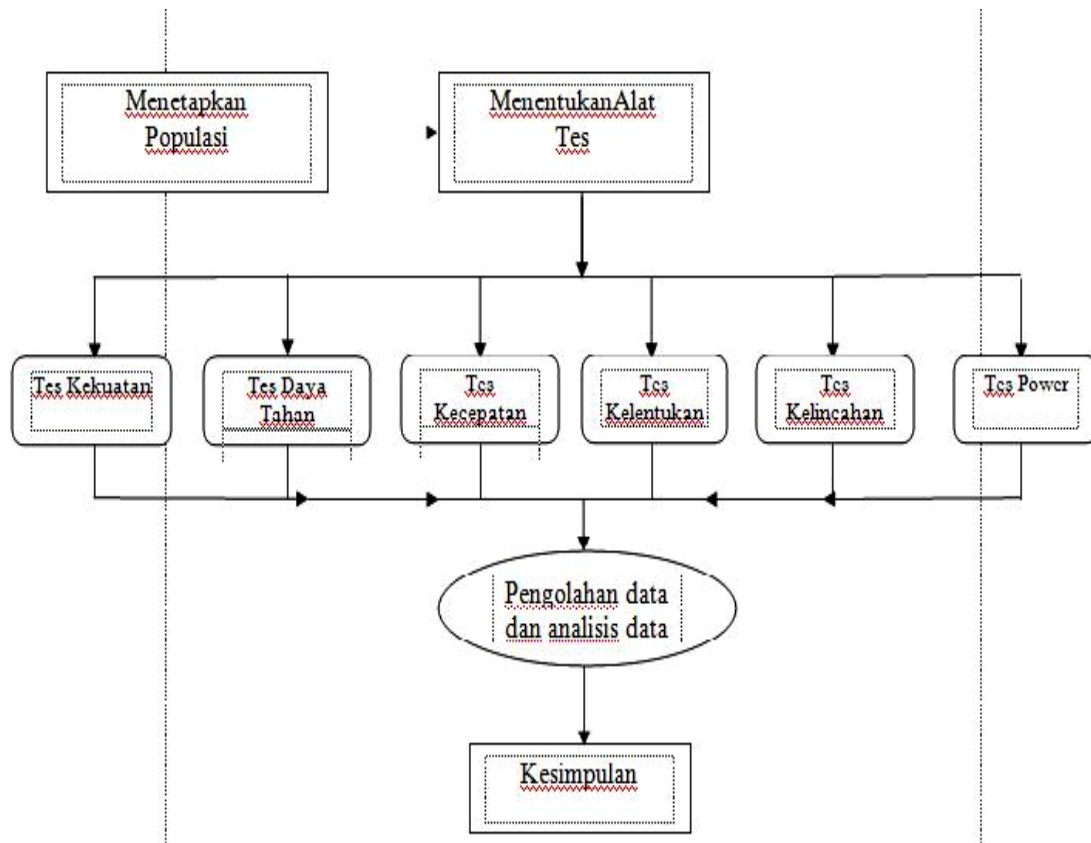 Menetapkan
Populasi
MenentukanAlat
Tes
Tes Kekuatan
Tes Daya
Tahan
Tes
Kecepatan
Tes
Kelentukan
Tes
Kelincahan
Tes Power
Pengolahan data
dan analisis data
Kesimpulan